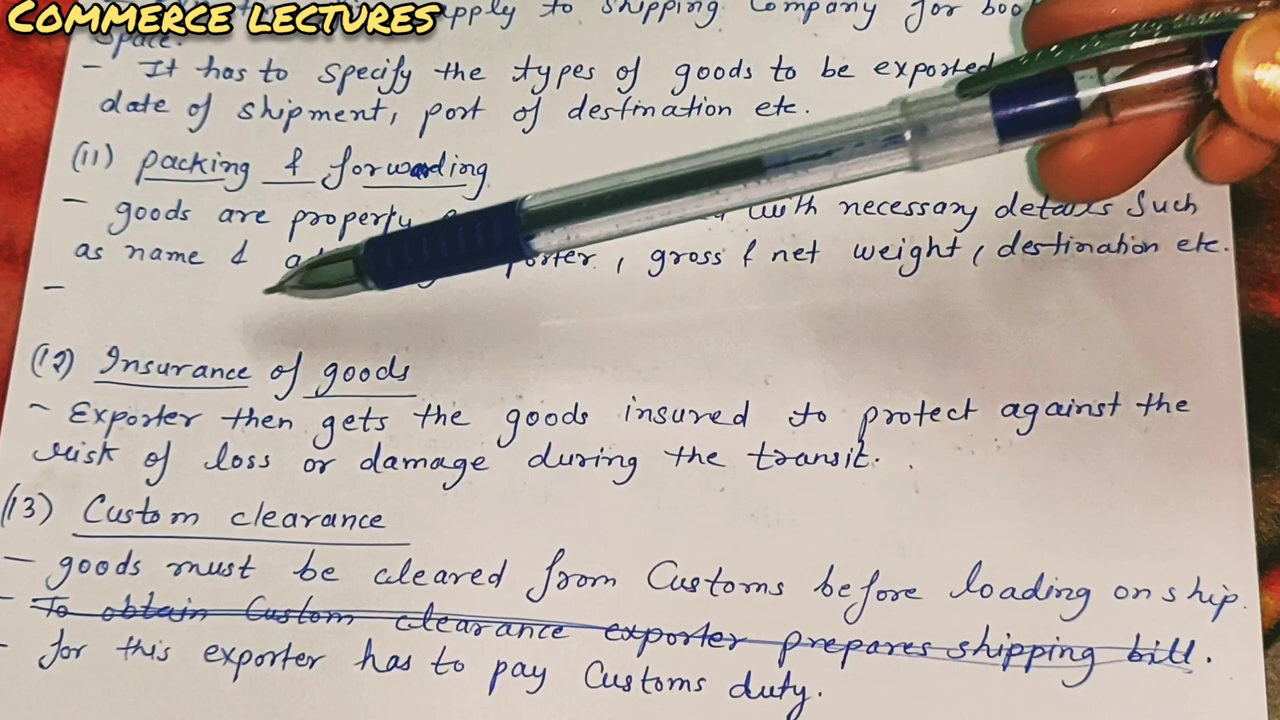 COMMERCE LECTURES
apply to shipping Company for
space.
- It has to specify the types of goods to be exported
date of shipment, port of destination etc.
(11) packing & forwading
- goods are property with necessary details Such
as name & , gross & net weight, destination etc.
-
(12) Insurance of goods
- Exporter then gets the goods insured to protect against the
risk of loss or damage during the transit.
(13) Custom clearance
- goods must be cleared from Customs before loading on ship.
- To obtain Custom clearance exporter prepares shipping bill.
- for this exporter has to pay Customs duty.